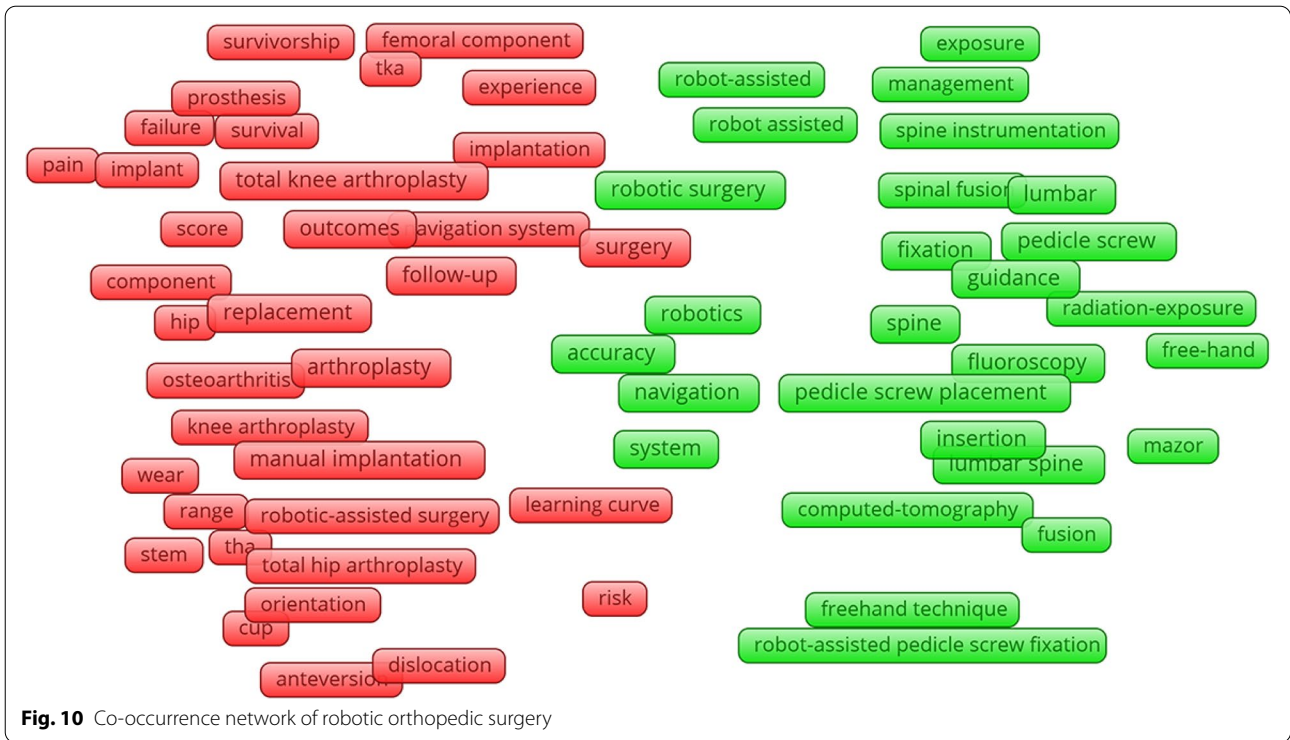 survivorship
femoral component
exposure
tka
robot-assisted
management
experience
prosthesis
failure
survival
robot assisted
spine instrumentation
implantation
pain
implant
total knee arthroplasty
robotic surgery
spinal fusion
lumbar
score
outcomes
navigation system
surgery
fixation
pedicle screw
follow-up
guidance
component
hip
replacement
robotics
spine
radiation-exposure
accuracy
fluoroscopy
free-hand
osteoarthritis
arthroplasty
navigation
pedicle screw placement
knee arthroplasty
manual implantation
system
insertion
lumbar spine
mazor
wear
range
robotic-assisted surgery
learning curve
computed-tomography
fusion
stem
tha
total hip arthroplasty
orientation
cup
risk
freehand technique
robot-assisted pedicle screw fixation
dislocation
anteversion
Fig. 10 Co-occurrence network of robotic orthopedic surgery